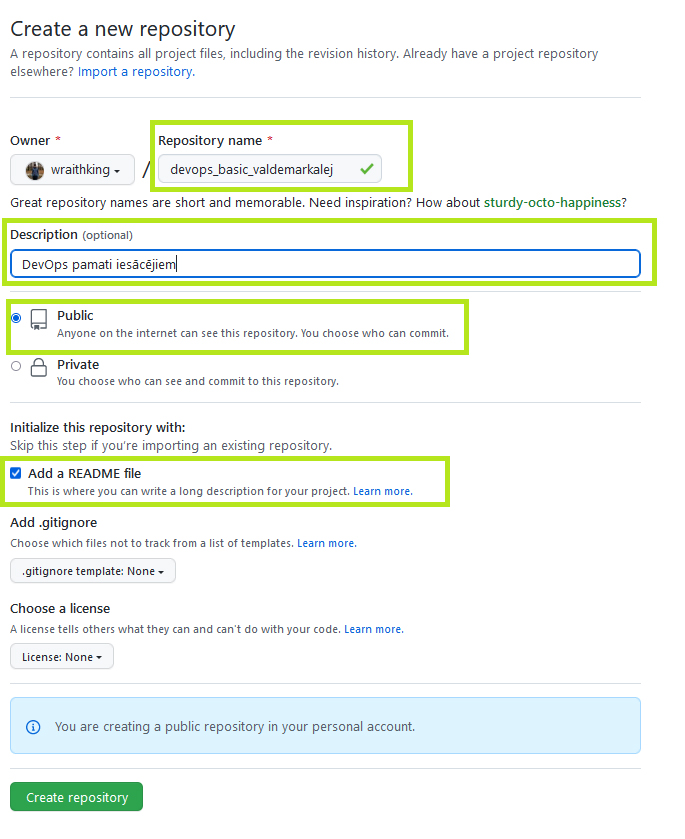 Create a new repository
A repository contains all project files, including the revision history. Already have a project repository
elsewhere? Import a repository.
Owner *
Repository name *
wraithking
/
devops_basic_valdemarkalej
Great repository names are short and memorable. Need inspiration? How about sturdy-octo-happiness?
Description (optional)
DevOps pamati iesācējiem
Public
Anyone on the internet can see this repository. You choose who can commit.
Private
You choose who can see and commit to this repository.
Initialize this repository with:
Skip this step if you’re importing an existing repository.
Add a README file
This is where you can write a long description for your project. Learn more.
Add .gitignore
Choose which files not to track from a list of templates. Learn more.
.gitignore template: None
Choose a license
A license tells others what they can and can't do with your code. Learn more.
License: None
You are creating a public repository in your personal account.
Create repository